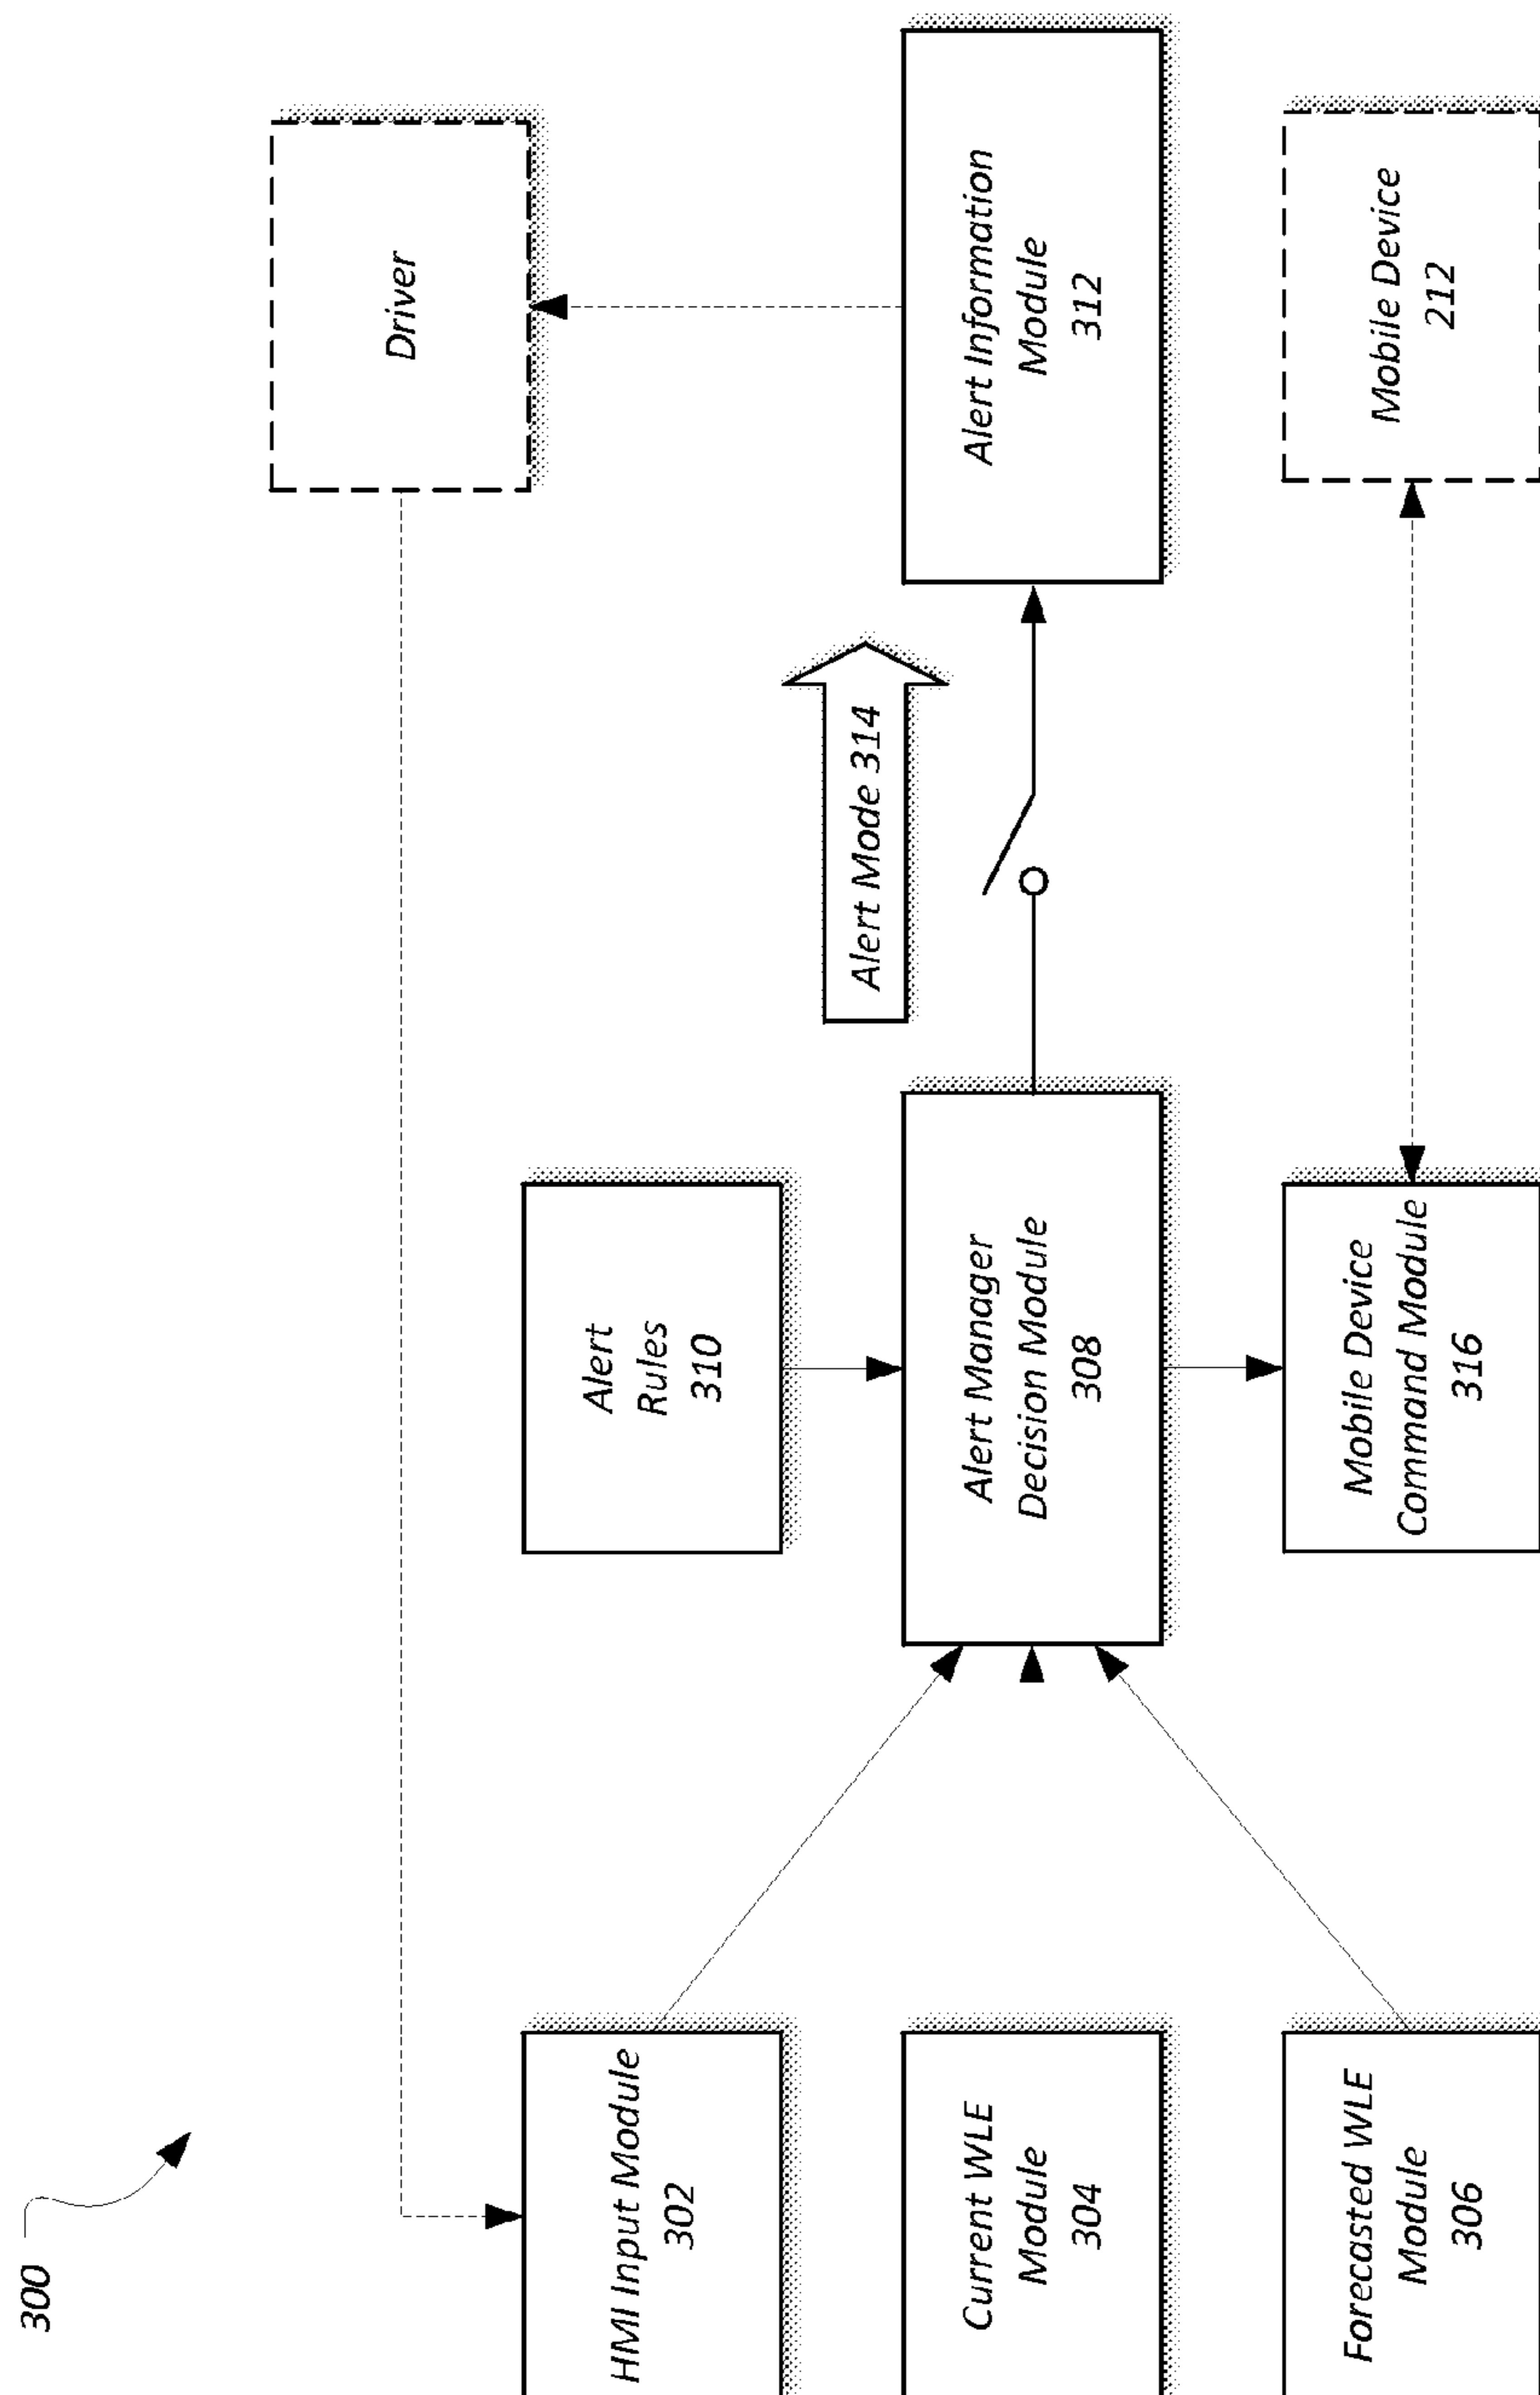 300
Driver
HMI Input Module
302
Alert
Rules
310
Alert Mode 314
Current WLE
Module
304
Alert Manager
Decision Module
308
Alert Information
Module
312
Forecasted WLE
Module
306
Mobile Device
Command Module
316
Mobile Device
212